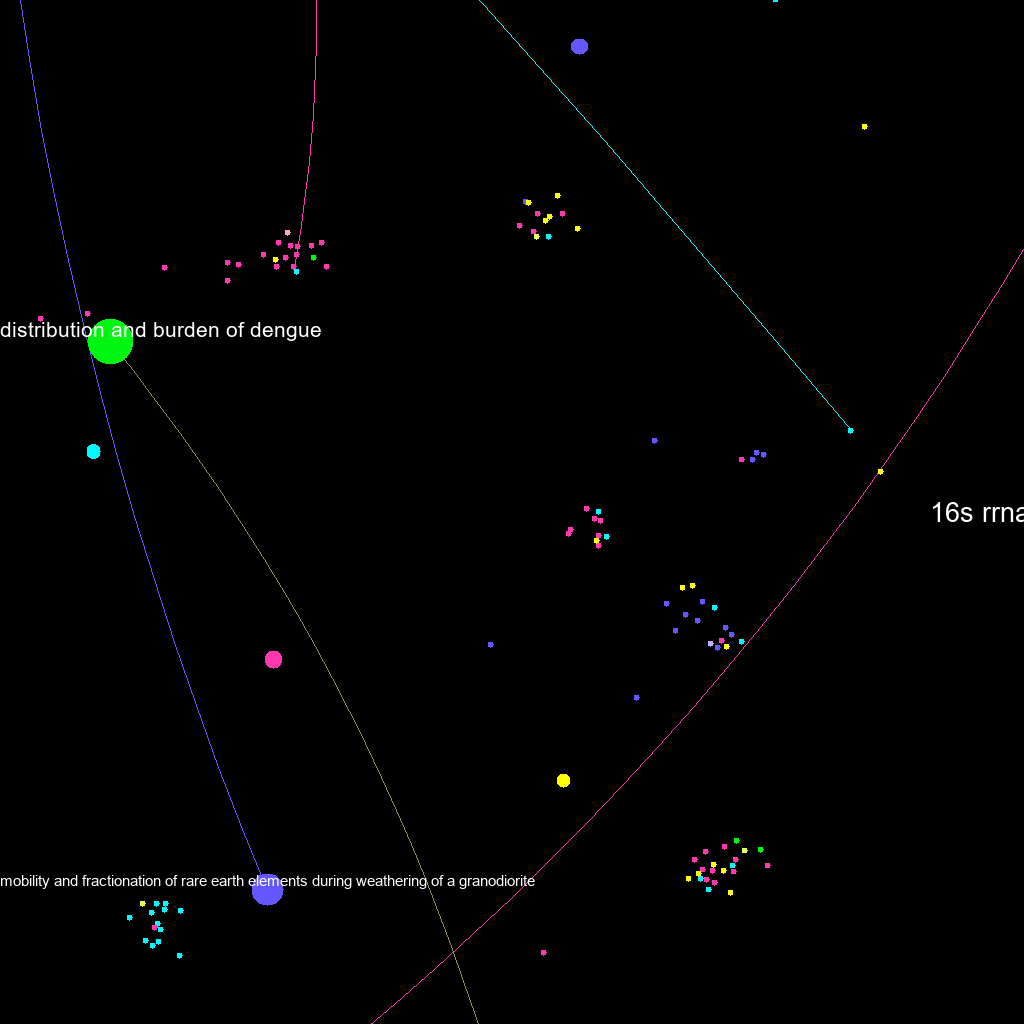 distribution and burden of dengue
16s rrna
mobility and fractionation of rare earth elements during weathering of a granodiorite